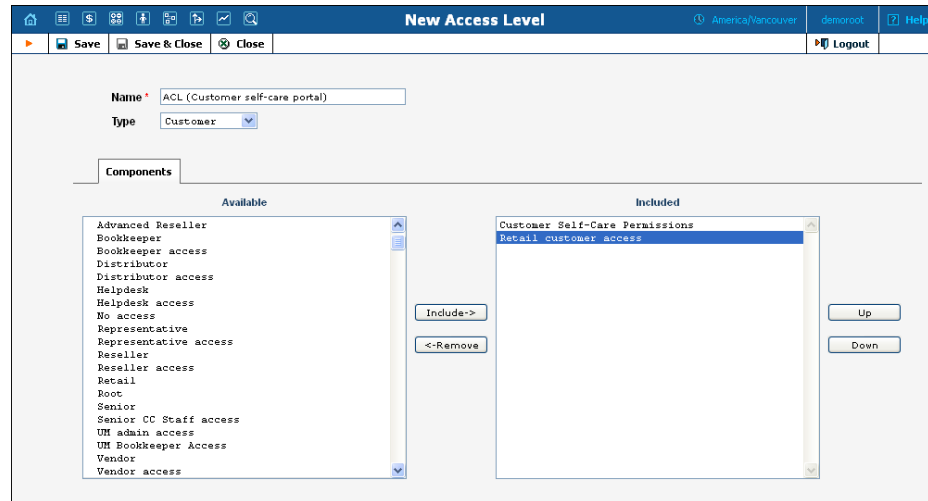 New Access Level
America/Vancouver
demoroot
? Help
Save
Save & Close
Close
Logout
Name *
ACL (Customer self-care portal)
Type
Customer
Components
Available
Included
Advanced Reseller
Bookkeeper
Bookkeeper access
Distributor
Distributor access
Helpdesk
Helpdesk access
No access
Representative
Representative access
Reseller
Reseller access
Retail
Root
Senior
Senior CC Staff access
UM admin access
UM Bookkeeper Access
Vendor
Vendor access
Include->
<-Remove
Customer Self-Care Permissions
Retail customer access
Up
Down